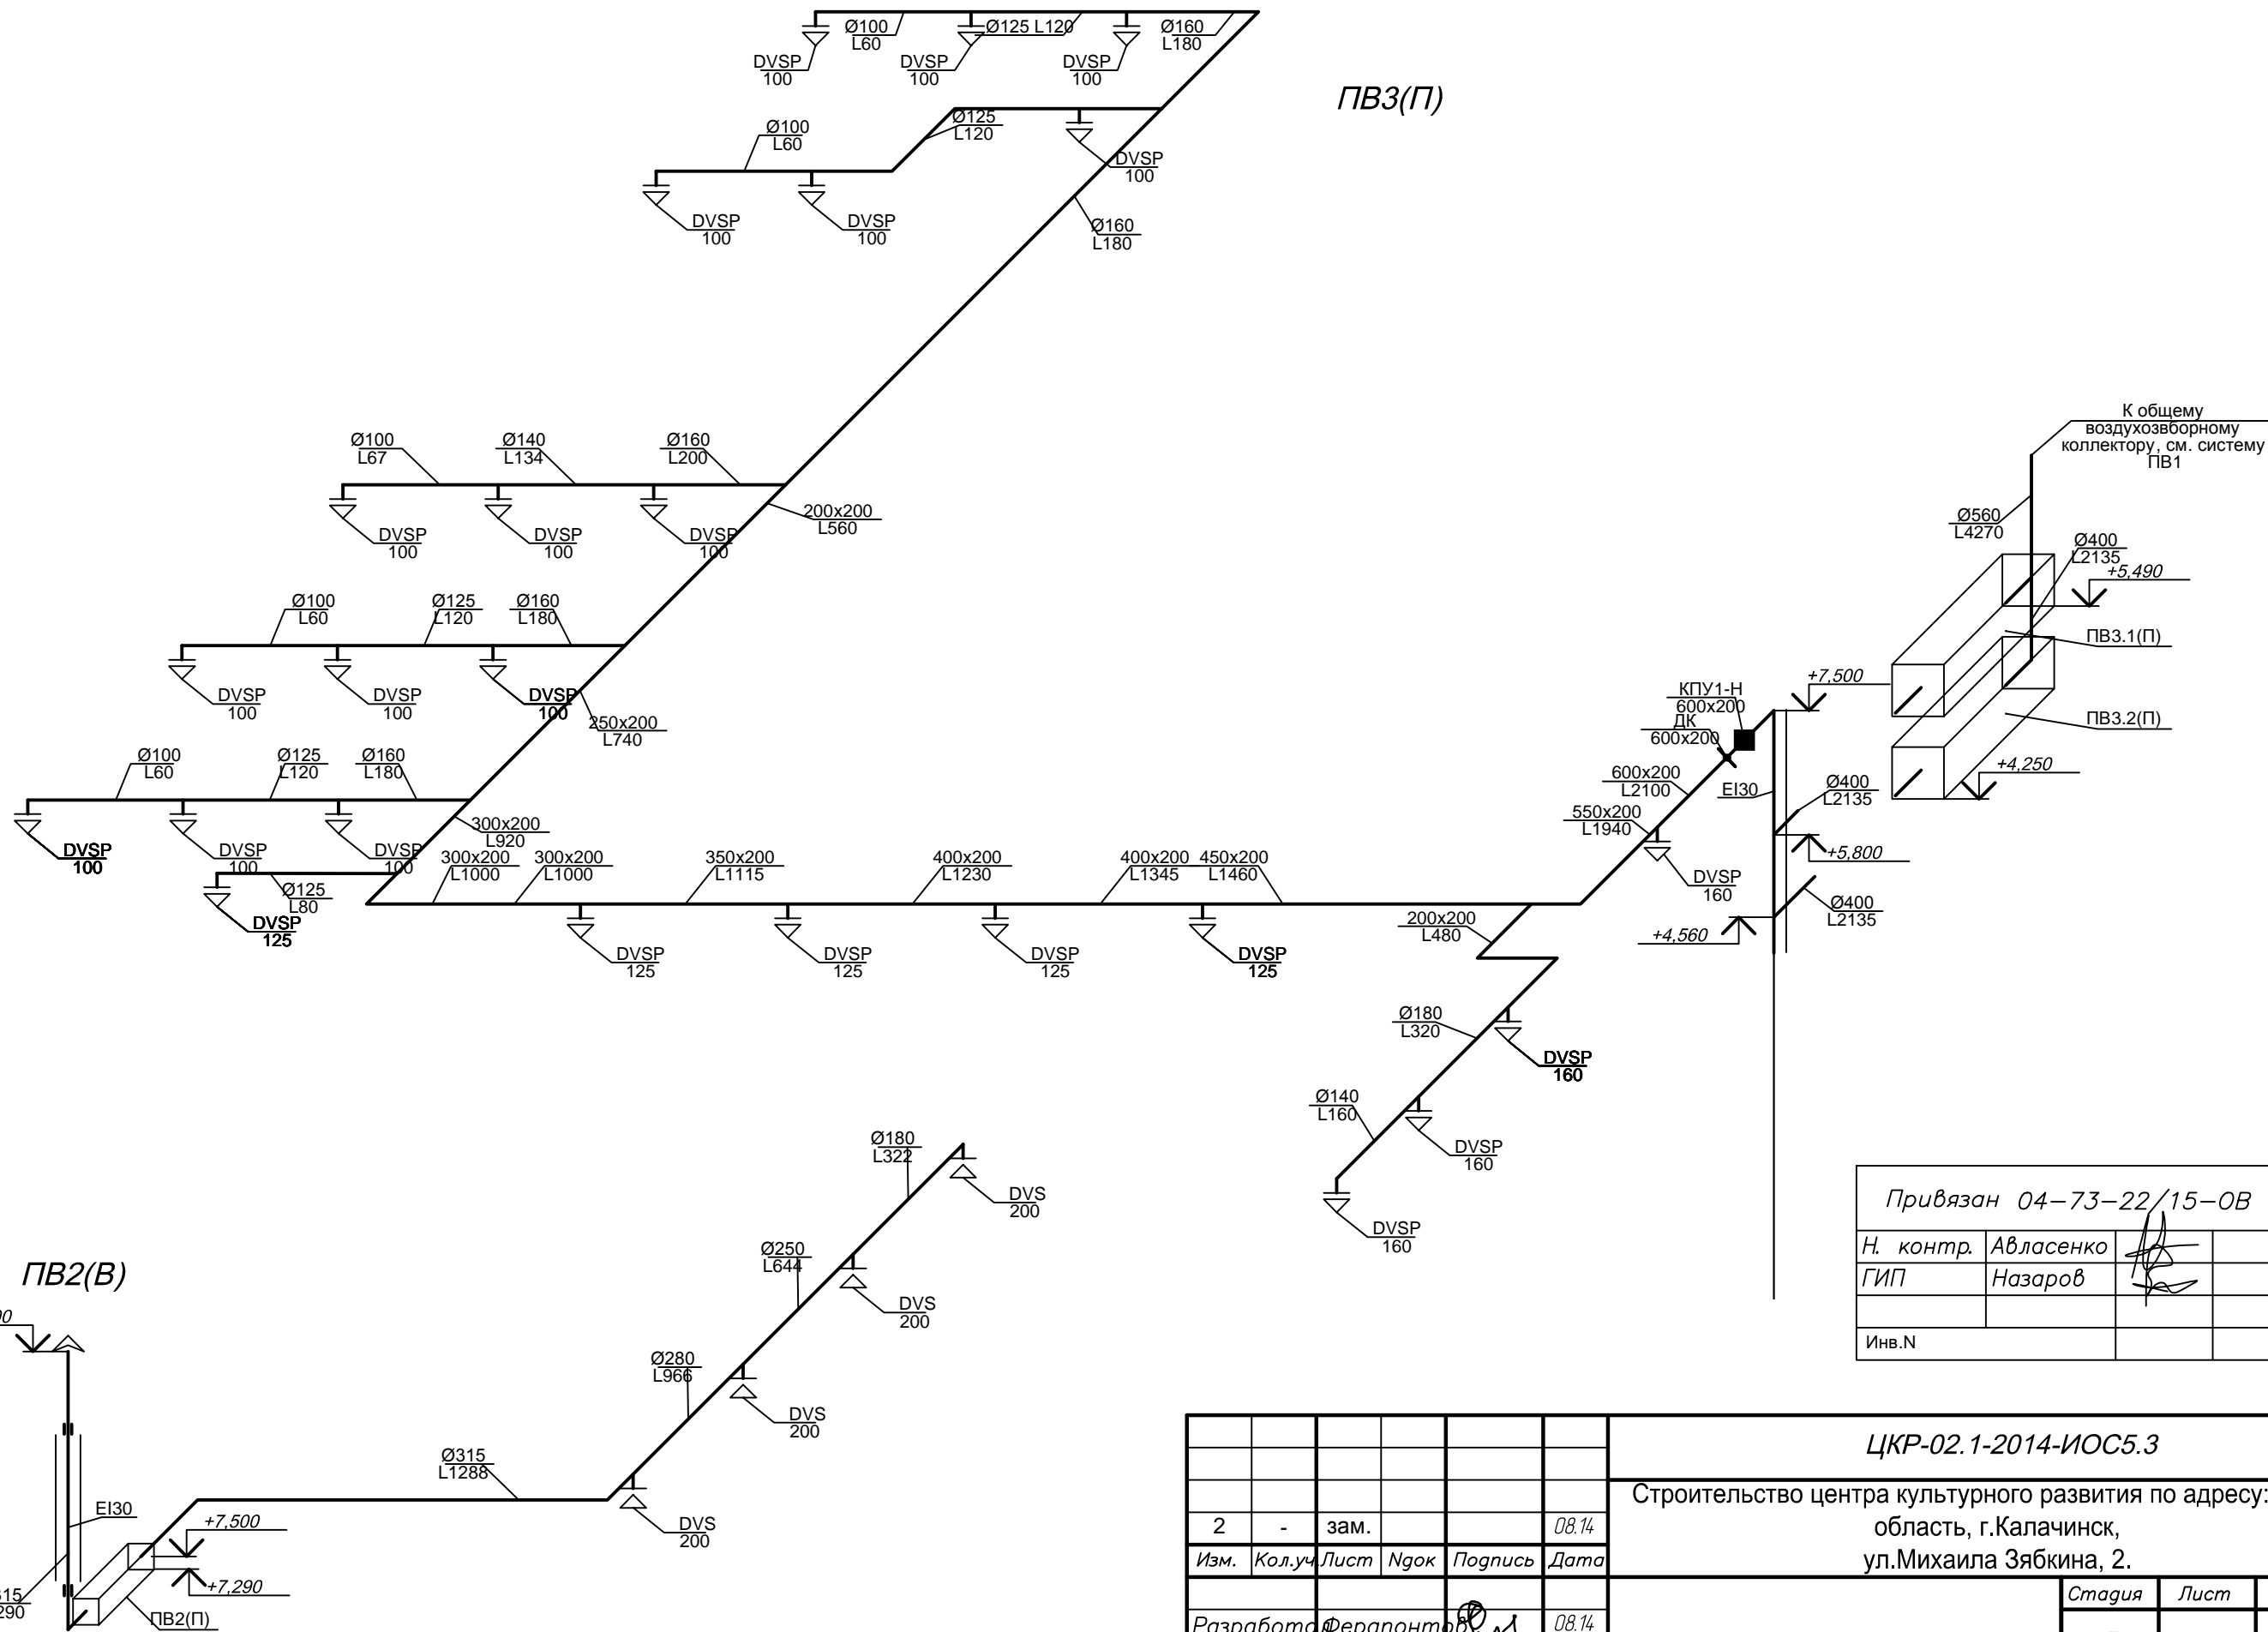 Ø100
L60
Ø125 L120
Ø160
L180
DVSP
100
DVSP
100
DVSP
100
ПВ3(П)
Ø100
L60
Ø125
L120
DVSP
100
DVSP
100
DVSP
100
Ø160
L180
К общему
воздухозвборному
коллектору, см. систему
ПВ1
Ø100
L67
Ø140
L134
Ø160
L200
200x200
L560
DVSP
100
DVSP
100
DVSP
100
Ø560
L4270
Ø400
L2135
+5,490
ПВ3.1(П)
Ø100
L60
Ø125
L120
Ø160
L180
DVSP
100
DVSP
100
DVSP
100
250x200
L740
КПУ1-Н
600x200
ДК
600x200
+7,500
ПВ3.2(П)
+4,250
Ø100
L60
Ø125
L120
Ø160
L180
600x200
L2100
EI30
Ø400
L2135
550x200
L1940
+5,800
DVSP
100
DVSP
100
DVSP
100
300x200
L920
300x200
L1000
300x200
L1000
350x200
L1115
400x200
L1230
400x200
L1345
450x200
L1460
DVSP
160
Ø125
L80
DVSP
125
Ø400
L2135
200x200
L480
+4,560
DVSP
125
DVSP
125
DVSP
125
DVSP
125
Ø180
L320
DVSP
160
Ø140
L160
DVSP
160
DVSP
160
Ø180
L322
DVS
200
Ø250
L644
DVS
200
Ø280
L966
DVS
200
Ø315
L1288
DVS
200
ПВ2(В)
EI30
+7,500
+7,290
ПВ2(П)
Привязан 04-73-22/15-ОВ
Н. контр. Авласенко
ГИП Назаров
Инв.N
ЦКР-02.1-2014-ИОС5.3
Строительство центра культурного развития по адресу:
область, г.Калачинск,
ул.Михаила Зябкина, 2.
2 - зам. 08.14
Изм. Кол.уч Лист Nдок Подпись Дата
Стадия Лист
Разработал Ферапонтов 08.14